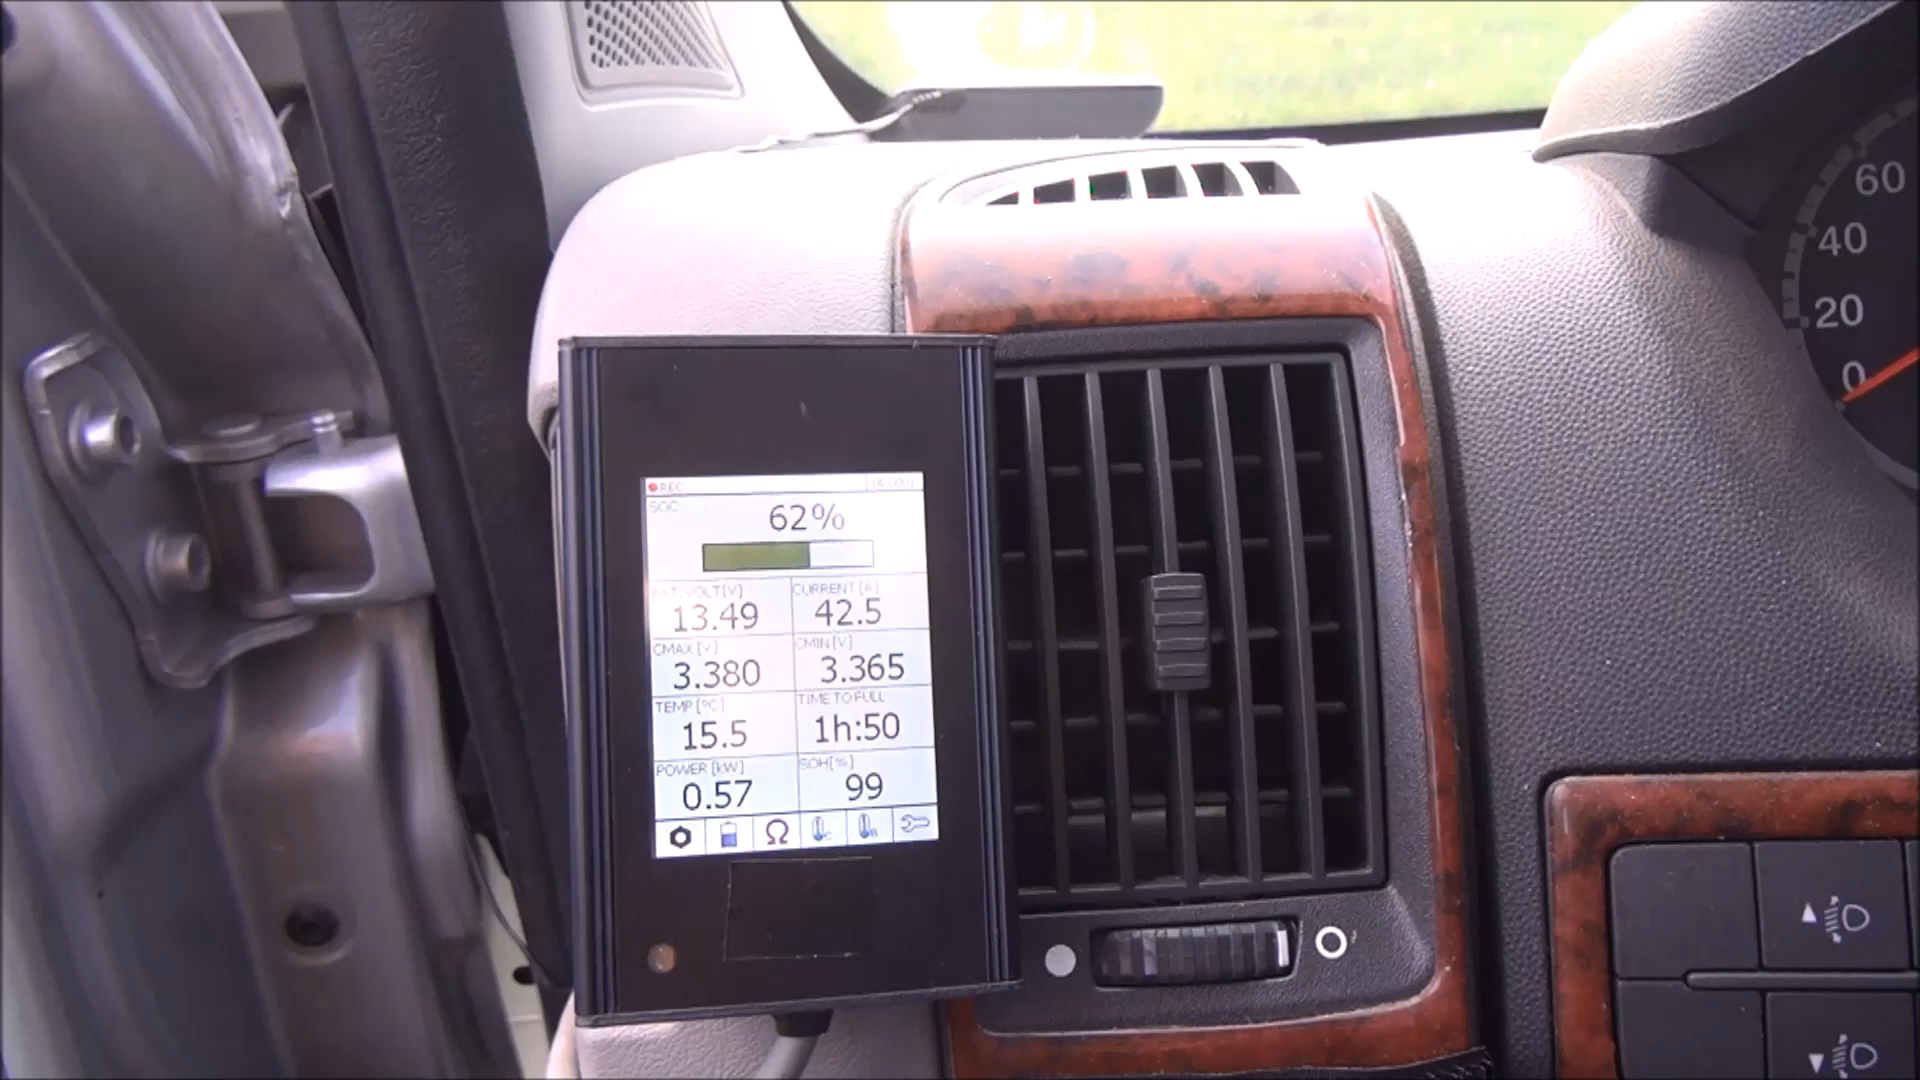 REC
SOC
62%
BAT.VOLT[V] CURRENT [A]
13.49 42.5
CMAX [V] CMIN [V]
3.380 3.365
TEMP [°C] TIME TO FULL
15.5 1h:50
POWER [kW] SOH[%]
0.57 99
Ω
60
40
20
0